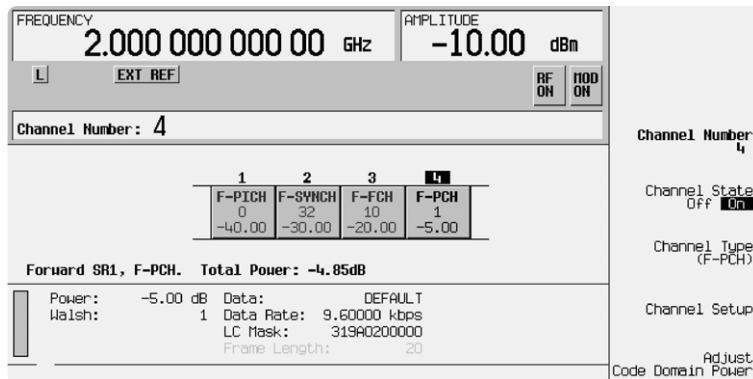 FREQUENCY
2.000 000 000 00 GHz
AMPLITUDE
-10.00 dBm
L
EXT REF
RF ON
MOD ON
Channel Number: 4
1 2 3 4
F-PICH F-SYNCH F-FCH F-PCH
0 32 10 1
-40.00 -30.00 -20.00 -5.00
Forward SR1, F-PCH. Total Power: -4.85dB
Power: -5.00 dB Data: DEFAULT
Walsh: 1 Data Rate: 9.60000 kbps
LC Mask: 319A0200000
Frame Length: 20
Channel Number
4
Channel State
Off On
Channel Type
(F-PCH)
Channel Setup
Adjust
Code Domain Power